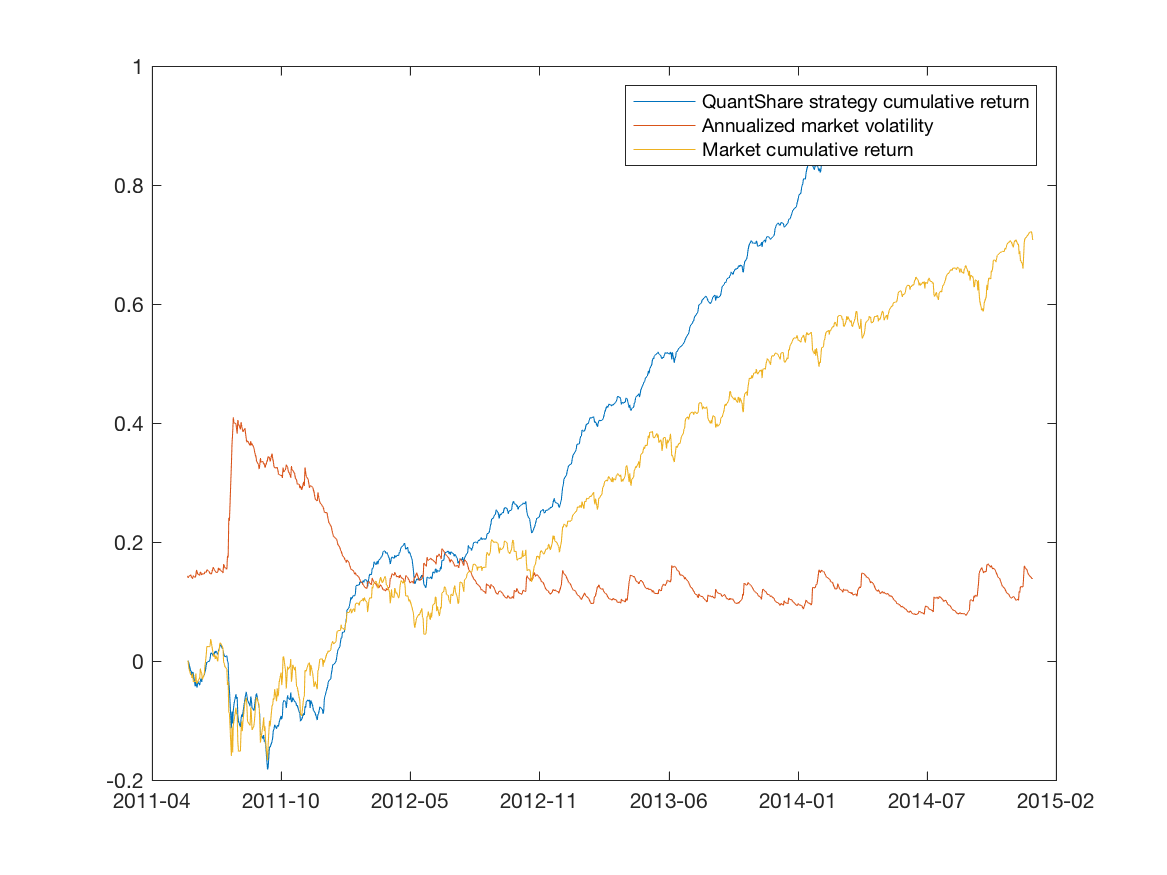 1
QuantShare strategy cumulative return
Annualized market volatility
Market cumulative return
0.8
0.6
0.4
0.2
0
-0.2
2011-04 2011-10 2012-05 2012-11 2013-06 2014-01 2014-07 2015-02